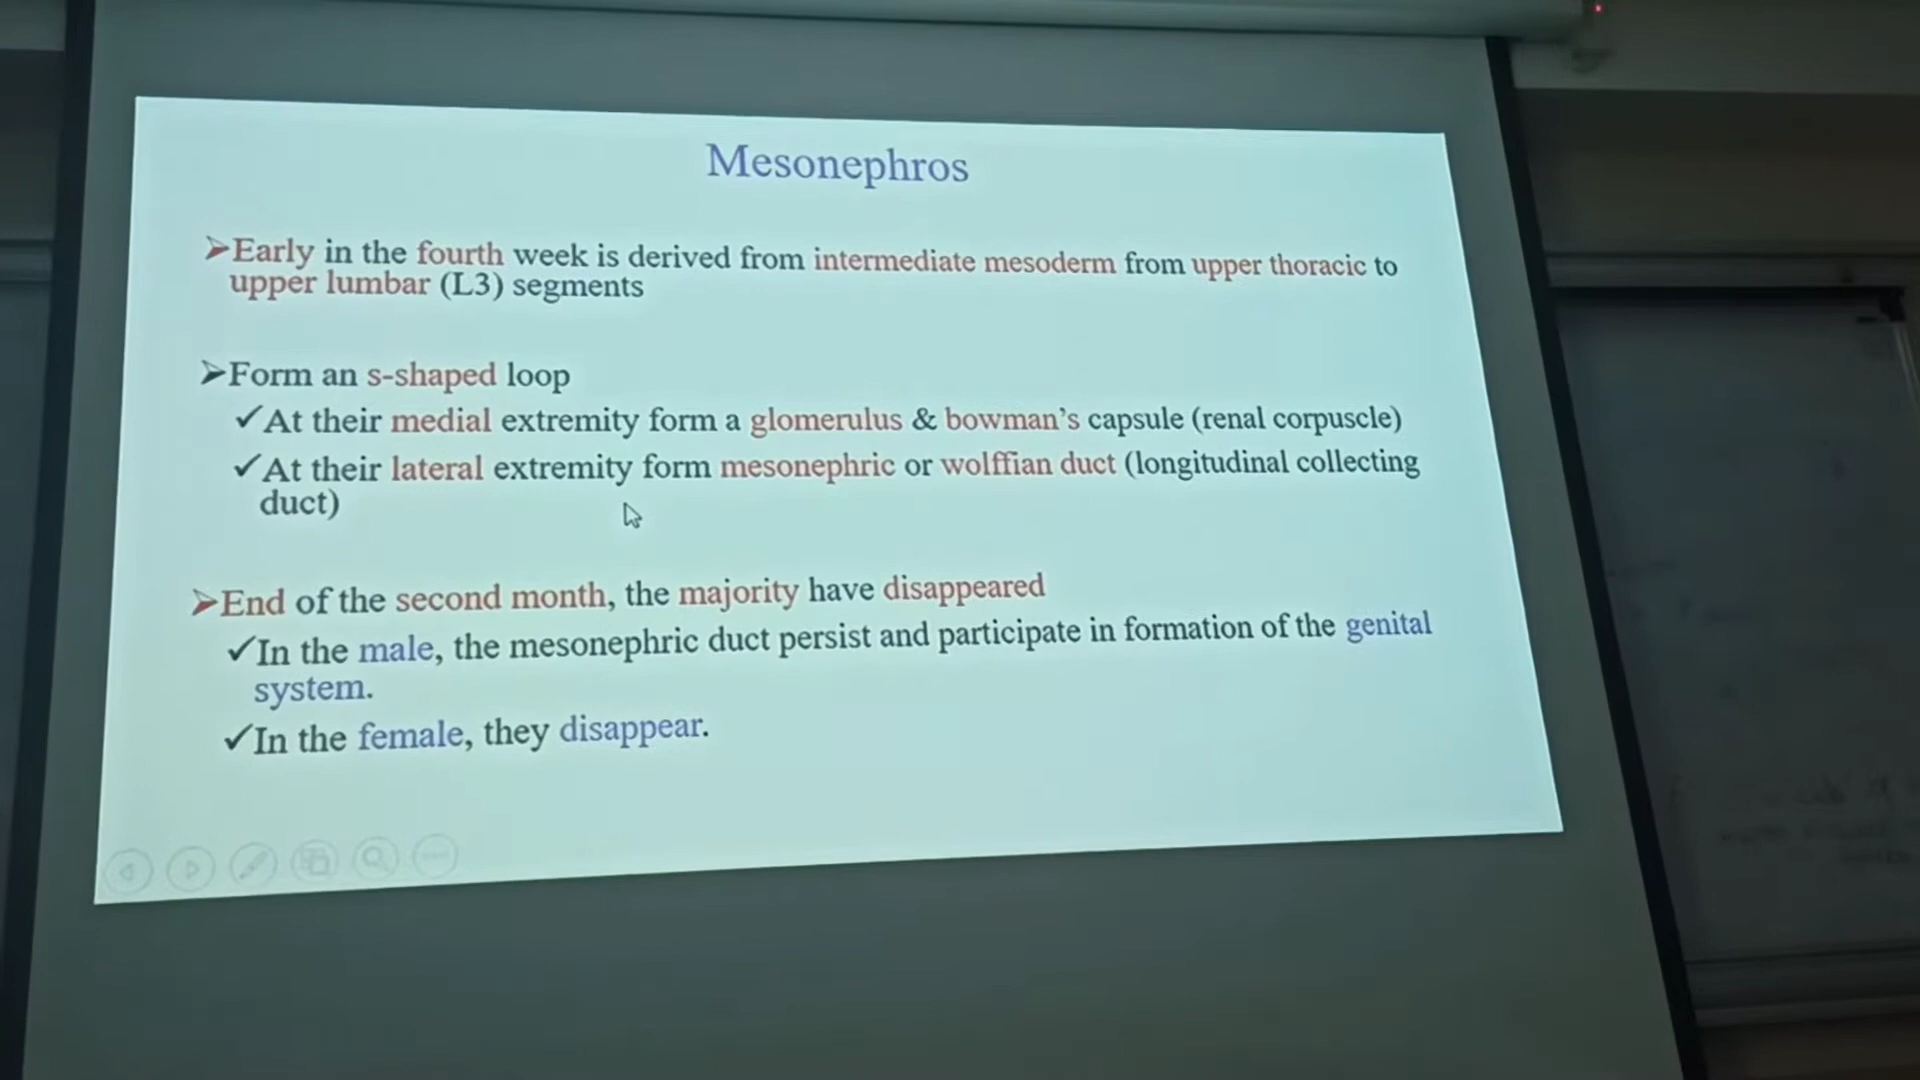 Mesonephros
➢Early in the fourth week is derived from intermediate mesoderm from upper thoracic to
upper lumbar (L3) segments
➢Form an s-shaped loop
✓At their medial extremity form a glomerulus & bowman's capsule (renal corpuscle)
✓At their lateral extremity form mesonephric or wolffian duct (longitudinal collecting
duct)
➢End of the second month, the majority have disappeared
✓In the male, the mesonephric duct persist and participate in formation of the genital
system.
✓In the female, they disappear.